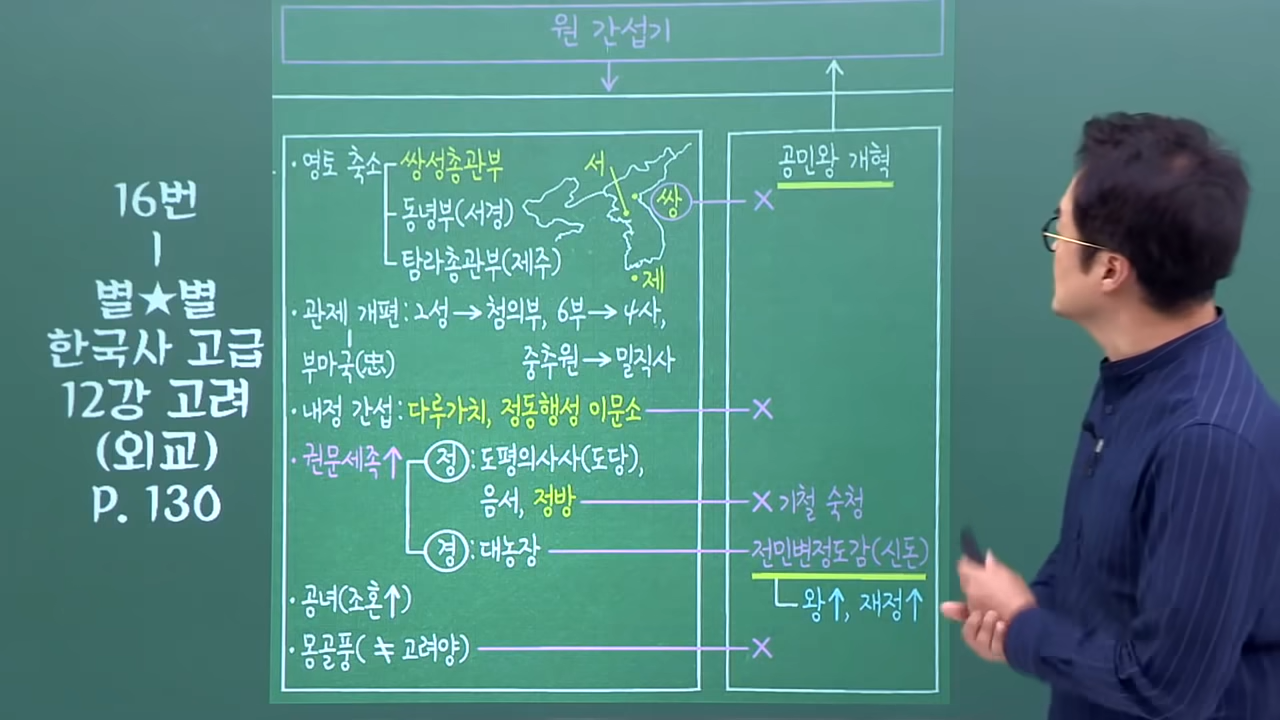 원 간섭기
16번
별★별
한국사 고급
12강 고려
(외교)
P. 130
· 영토 축소 쌍성총관부
동녕부(서경)
탐라총관부(제주)
서
쌍
제
· 관제 개편 : 2성→첨의부, 6부→4사,
부마국(忠) 중추원→밀직사
· 내정 간섭 : 다루가치, 정동행성 이문소
· 권문세족↑ 정 : 도평의사사(도당),
음서, 정방
경 : 대농장
· 공녀(조혼↑)
· 몽골풍( ≠ 고려양)
공민왕 개혁
X
X
X 기철 숙청
전민변정도감(신돈)
왕↑, 재정↑
X